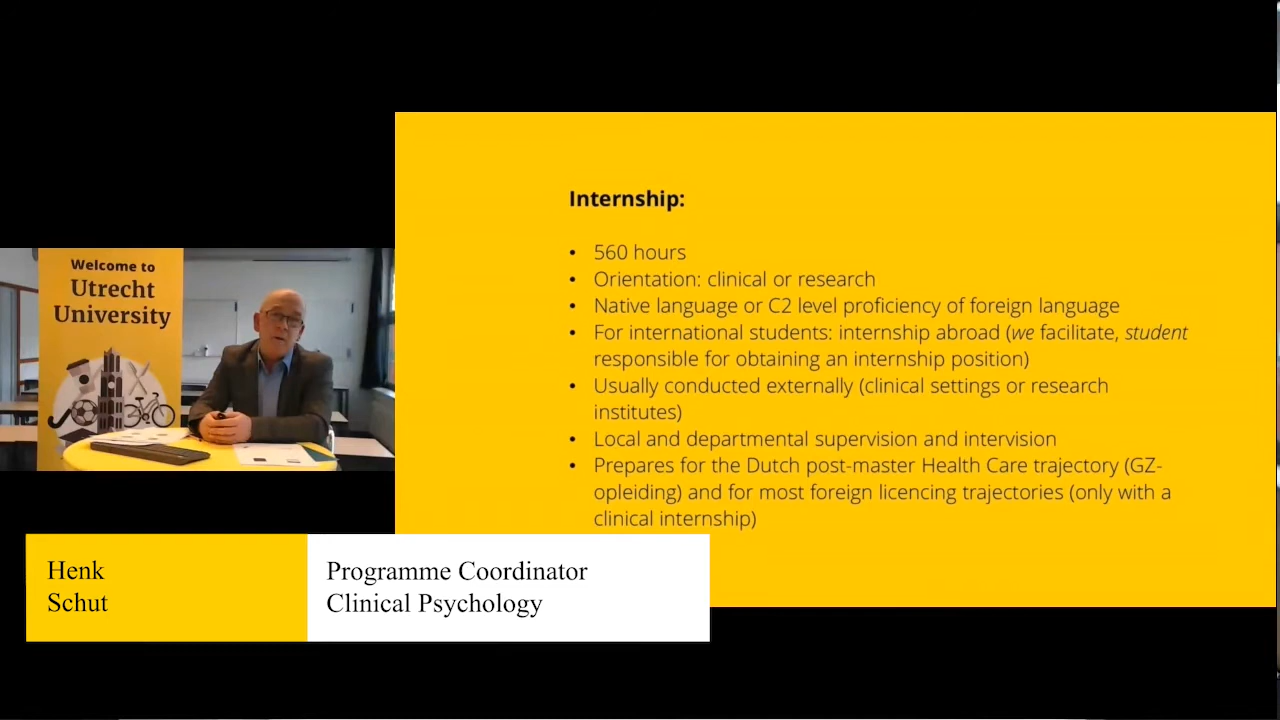 Welcome to
Utrecht
University
Internship:
• 560 hours
• Orientation: clinical or research
• Native language or C2 level proficiency of foreign language
• For international students: internship abroad (we facilitate, student
responsible for obtaining an internship position)
• Usually conducted externally (clinical settings or research
institutes)
• Local and departmental supervision and intervision
• Prepares for the Dutch post-master Health Care trajectory (GZ-
opleiding) and for most foreign licencing trajectories (only with a
clinical internship)
Henk
Schut
Programme Coordinator
Clinical Psychology